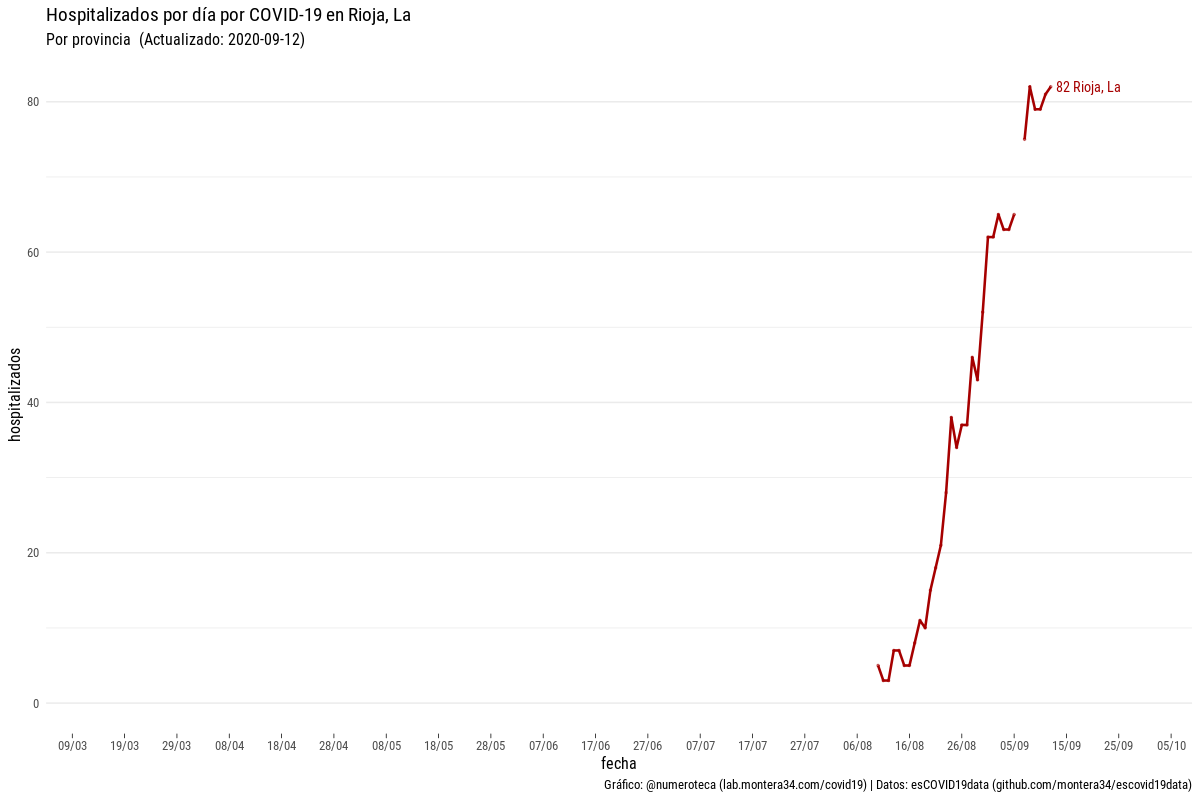 Hospitalizados por día por COVID-19 en Rioja, La
Por provincia  (Actualizado: 2020-09-12)
82 Rioja, La
80
60
40
20
0
hospitalizados
09/03 19/03 29/03 08/04 18/04 28/04 08/05 18/05 28/05 07/06 17/06 27/06 07/07 17/07 27/07 06/08 16/08 26/08 05/09 15/09 25/09 05/10
fecha
Gráfico: @numeroteca (lab.montera34.com/covid19) | Datos: esCOVID19data (github.com/montera34/escovid19data)